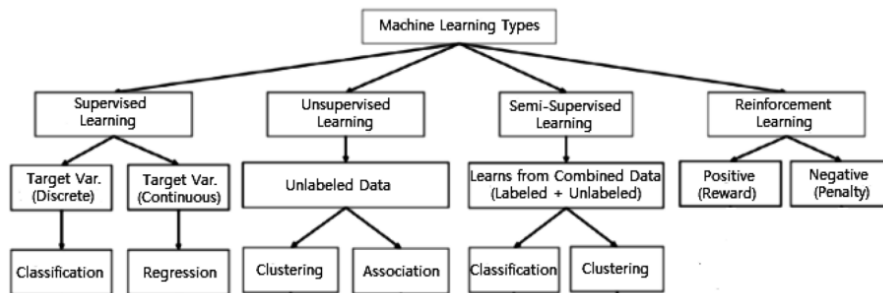 Machine Learning Types
Supervised
Learning
Unsupervised
Learning
Semi-Supervised
Learning
Reinforcement
Learning
Target Var.
(Discrete)
Target Var.
(Continuous)
Unlabeled Data
Learns from Combined Data
(Labeled + Unlabeled)
Positive
(Reward)
Negative
(Penalty)
Classification
Regression
Clustering
Association
Classification
Clustering